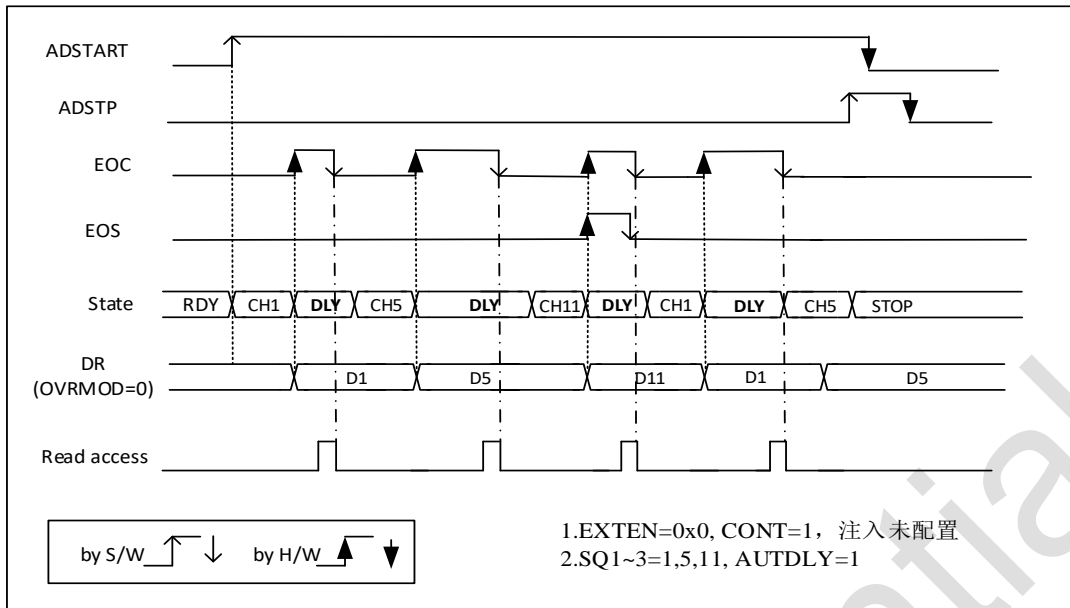 ADSTART
ADSTP
EOC
EOS
State RDY CH1 DLY CH5 DLY CH11 DLY CH1 DLY CH5 STOP
DR
(OVRMOD=0) D1 D5 D11 D1 D5
Read access
by S/W by H/W
1.EXTEN=0x0, CONT=1，注入未配置
2.SQ1~3=1,5,11, AUTDLY=1